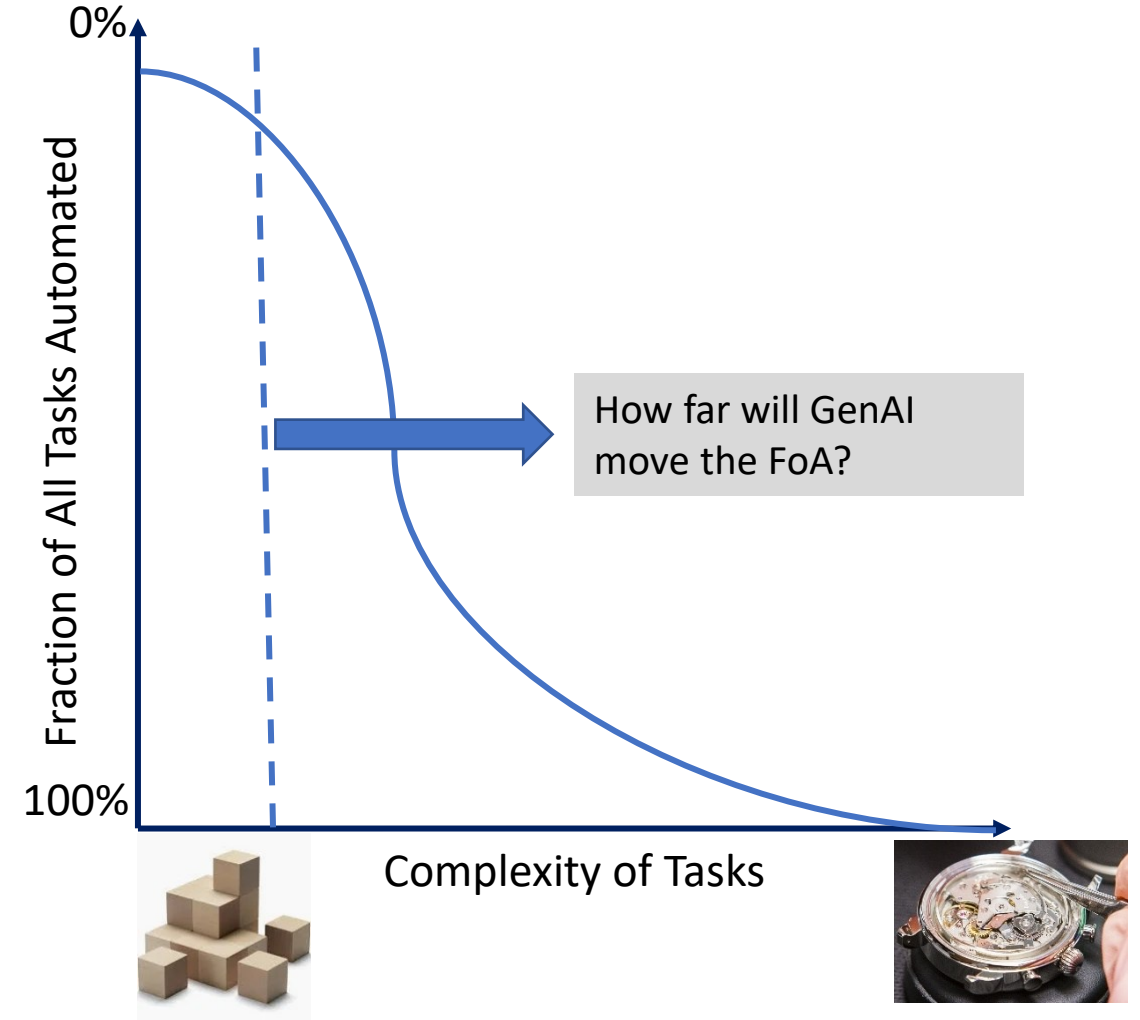 0%
Fraction of All Tasks Automated
How far will GenAI
move the FoA?
100%
Complexity of Tasks